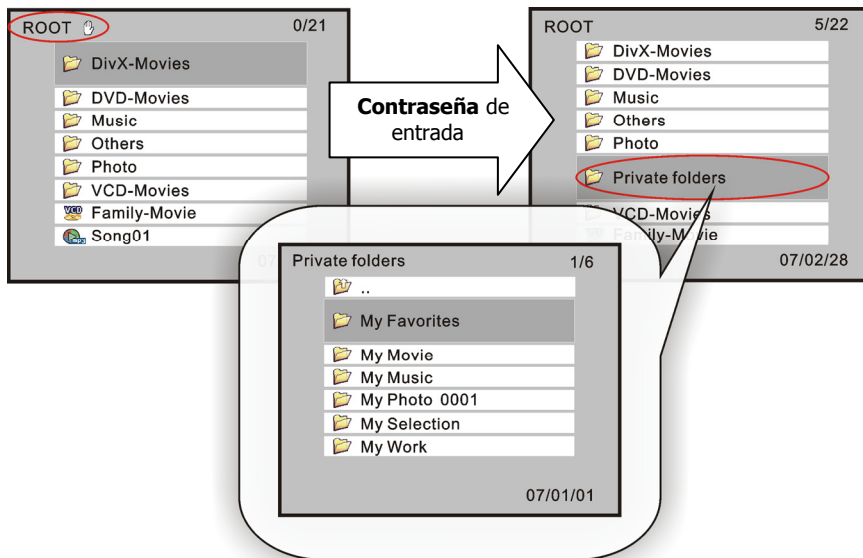 ROOT 0/21
DivX-Movies
DVD-Movies
Music
Others
Photo
VCD-Movies
VCD Family-Movie
MP3 Song01
07
Contraseña de
entrada
ROOT 5/22
DivX-Movies
DVD-Movies
Music
Others
Photo
Private folders
VCD-Movies
Family-Movie
07/02/28
Private folders 1/6
..
My Favorites
My Movie
My Music
My Photo 0001
My Selection
My Work
07/01/01